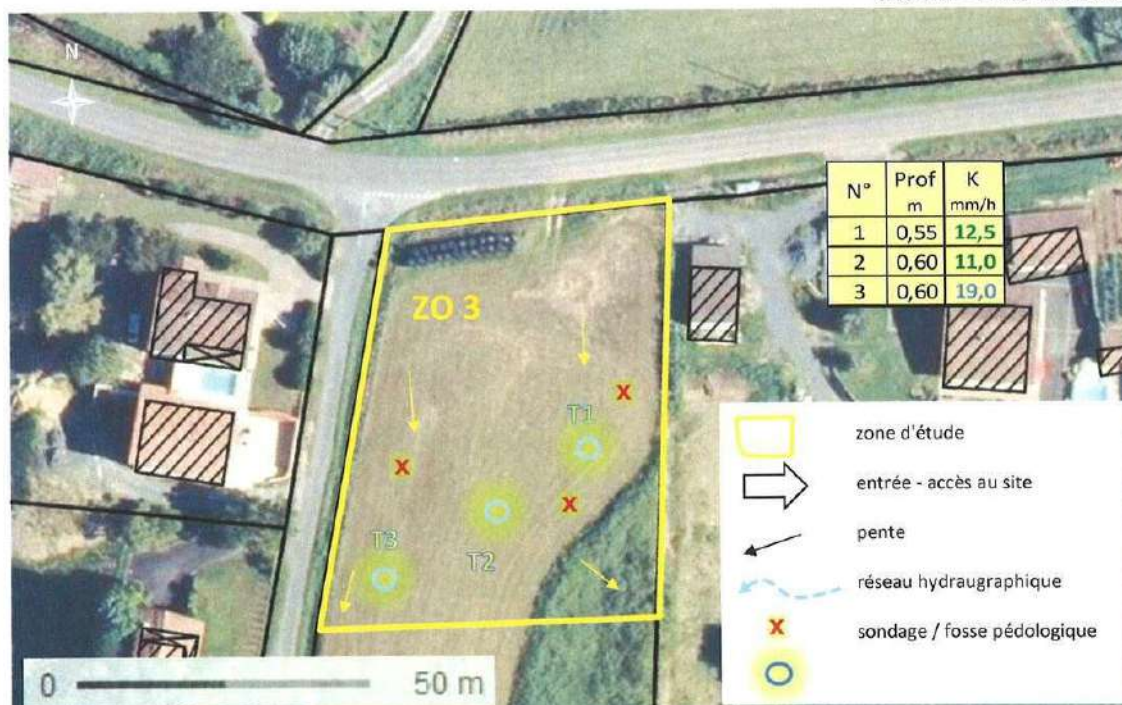 N
N° Prof m K mm/h
1 0,55 12,5
2 0,60 11,0
3 0,60 19,0
ZO 3
T1
T2
T3
zone d'étude
entrée - accès au site
pente
réseau hydraugraphique
sondage / fosse pédologique
0 50 m